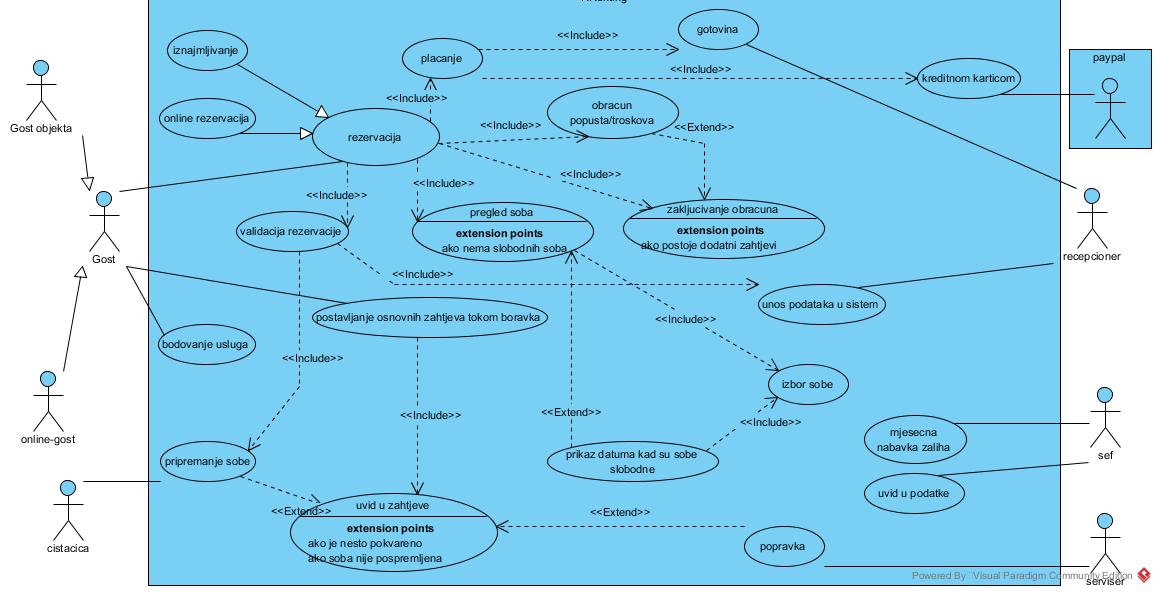 iznajmljivanje
placanje
<<Include>>
gotovina
<<Include>>
kreditnom karticom
paypal
Gost objekta
online rezervacija
<<Include>>
rezervacija
<<Include>>
obracun
popusta/troskova
<<Extend>>
<<Include>>
<<Include>>
<<Include>>
Gost
validacija rezervacije
pregled soba
extension points
ako nema slobodnih soba
zakljucivanje obracuna
extension points
ako postoje dodatni zahtjevi
recepcioner
<<Include>>
unos podataka u sistem
postavljanje osnovnih zahtjeva tokom boravka
<<Include>>
bodovanje usluga
<<Include>>
izbor sobe
<<Include>>
<<Extend>>
<<Include>>
online-gost
mjesecna
nabavka zaliha
sef
pripremanje sobe
prikaz datuma kad su sobe
slobodne
uvid u podatke
<<Extend>>
uvid u zahtjeve
extension points
ako je nesto pokvareno
ako soba nije pospremljena
<<Extend>>
popravka
cistacica
Powered By Visual Paradigm Community Edition
serviser